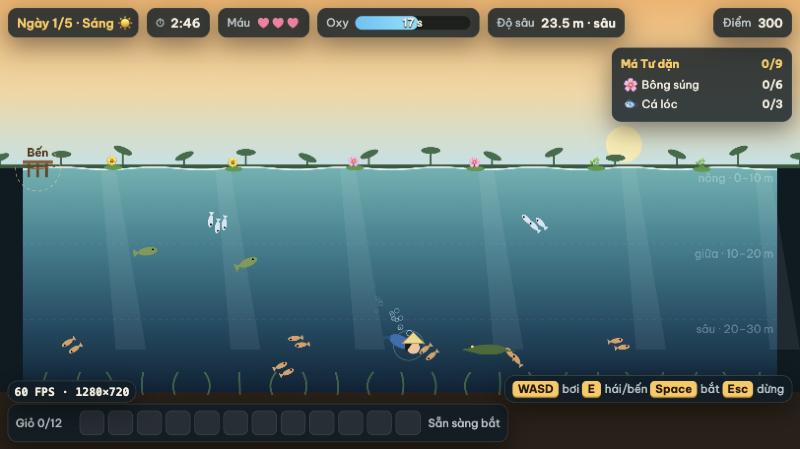 Ngày 1/5 · Sáng
2:46
Máu
Oxy 17s
Độ sâu 23.5 m · sâu
Điểm 300
Má Tư dặn 0/9
Bông súng 0/6
Cá lóc 0/3
Bến
nông · 0–10 m
giữa · 10–20 m
sâu · 20–30 m
60 FPS · 1280×720
WASD bơi E hái/bến Space bắt Esc dừng
Giỏ 0/12
Sẵn sàng bắt